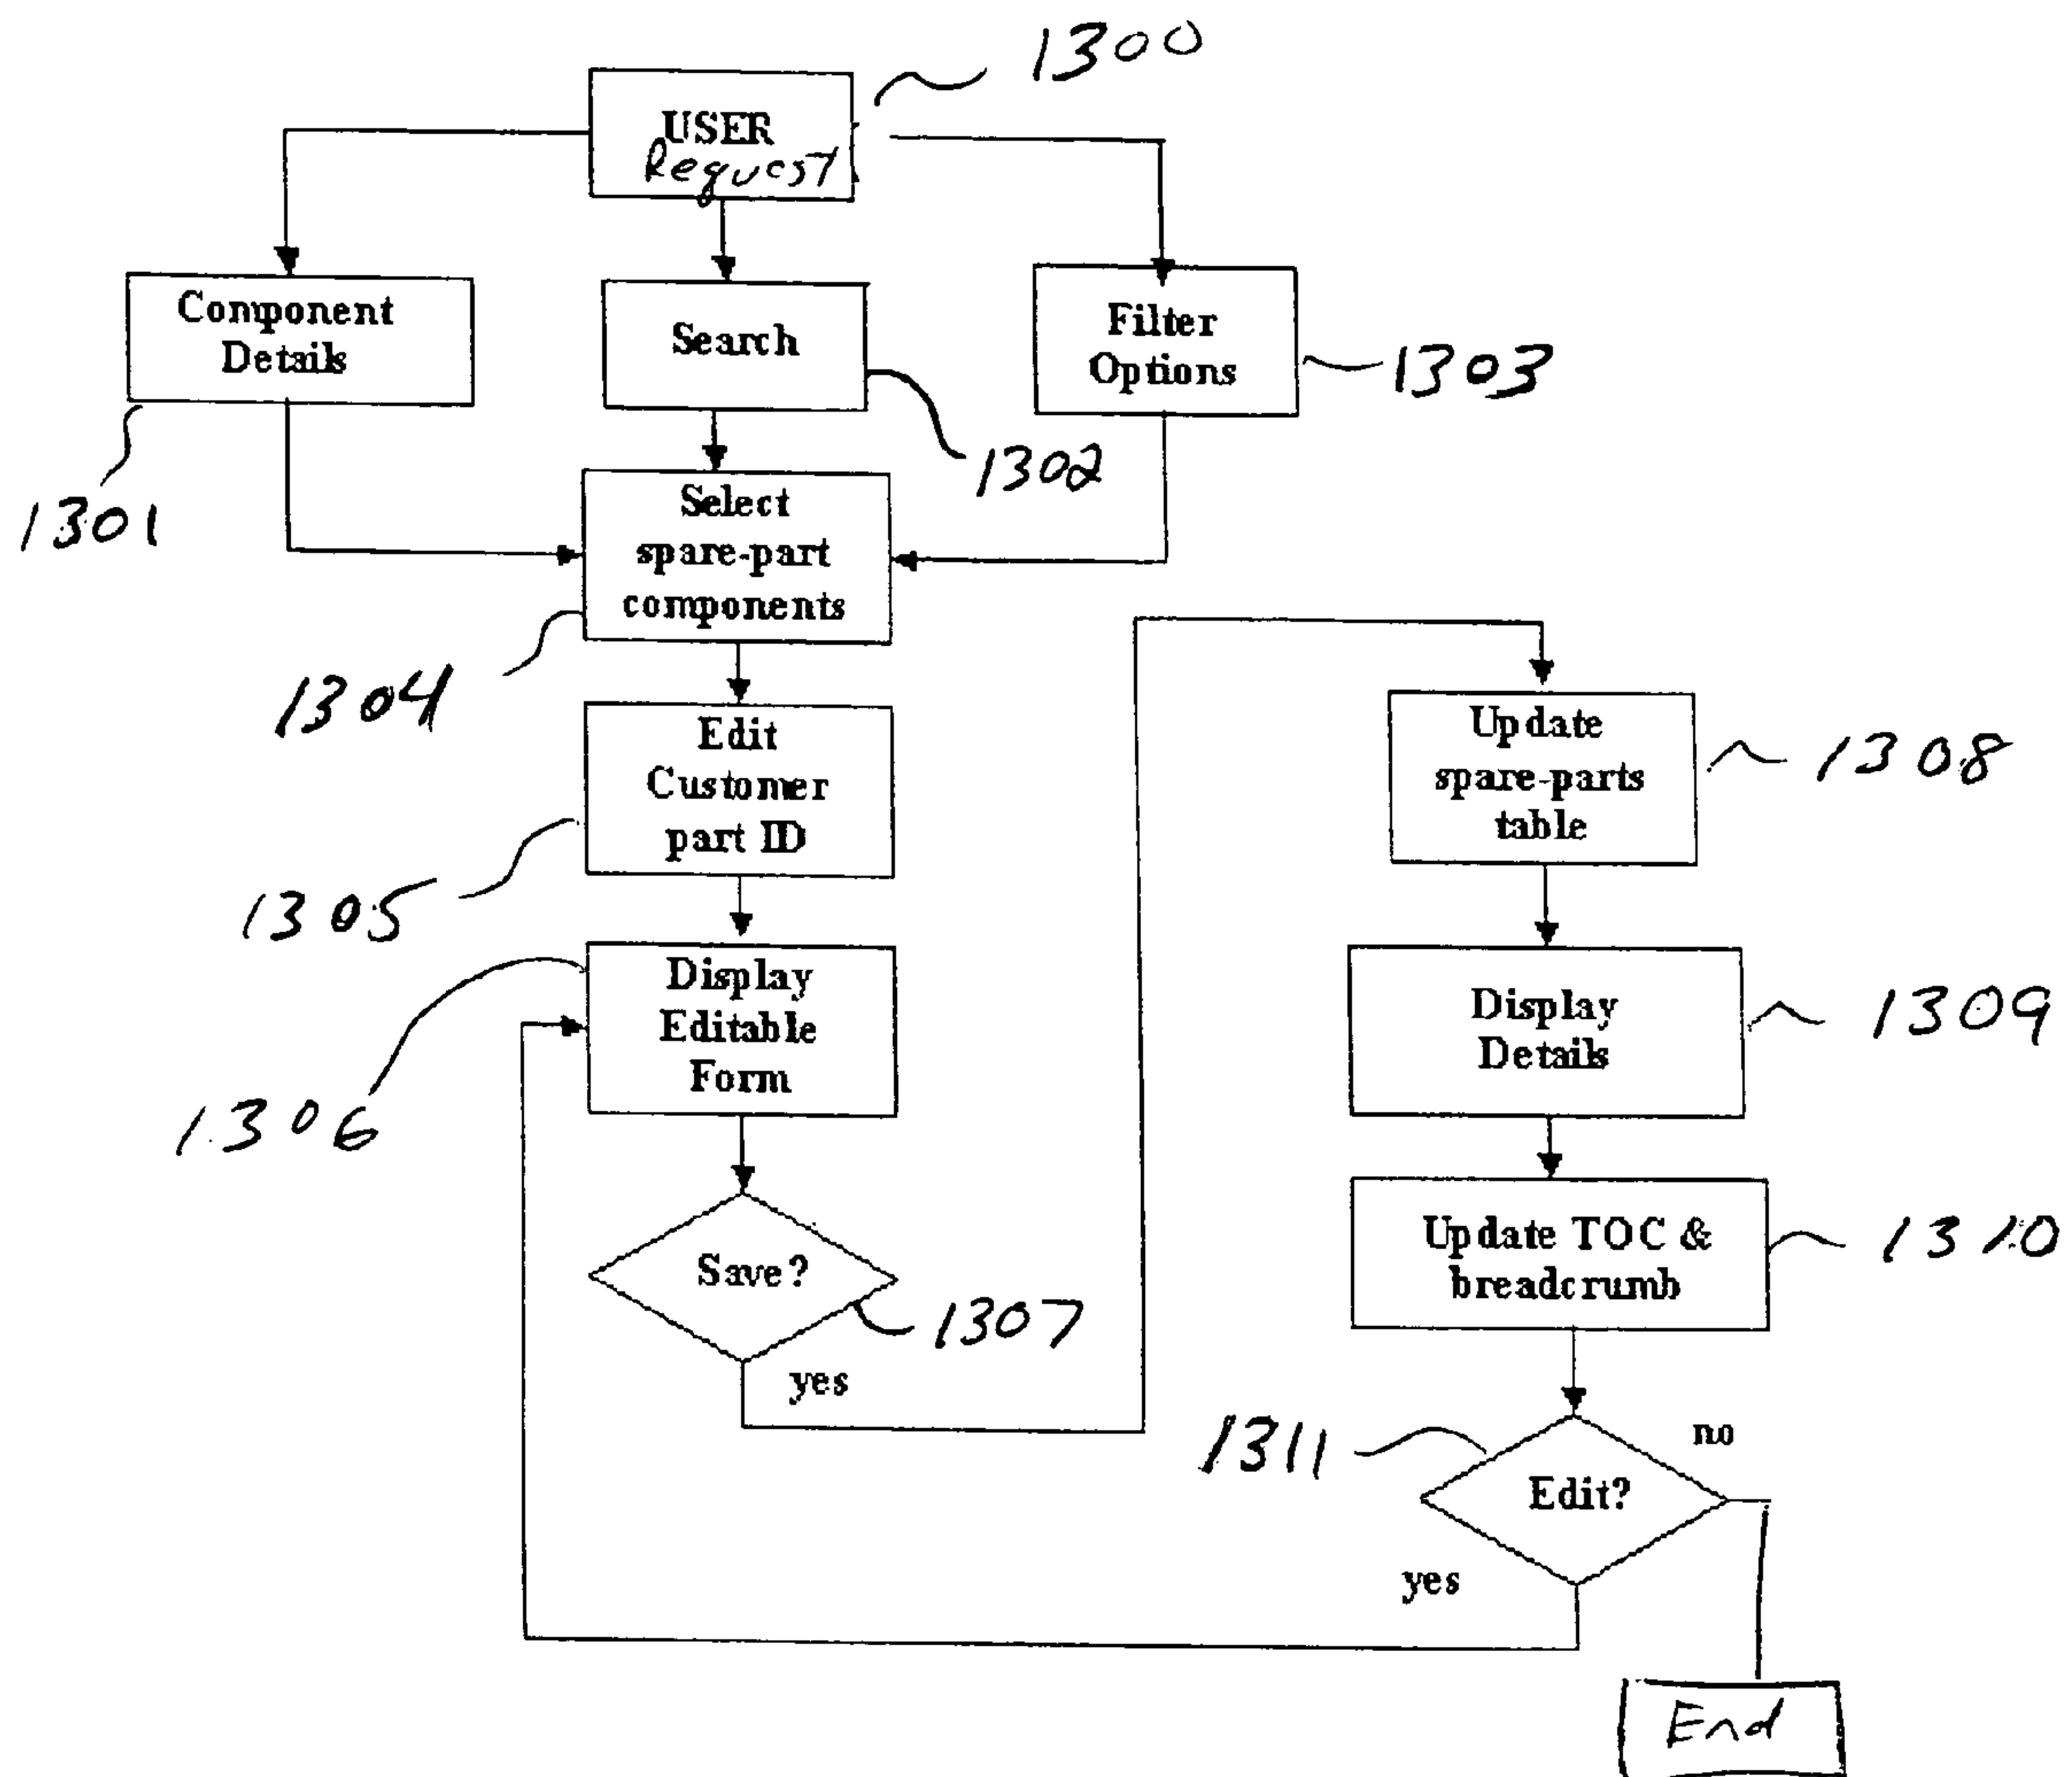 1300
USER
Request
Component
Details
Search
Filter
Options
1303
1302
1301
Select
spare-part
components
1304
Edit
Customer
part ID
1305
Update
spare-parts
table
1308
Display
Editable
Form
1306
Display
Details
1309
Update TOC &
breadcrumb
1310
Save?
1307
yes
1311
no
Edit?
yes
End